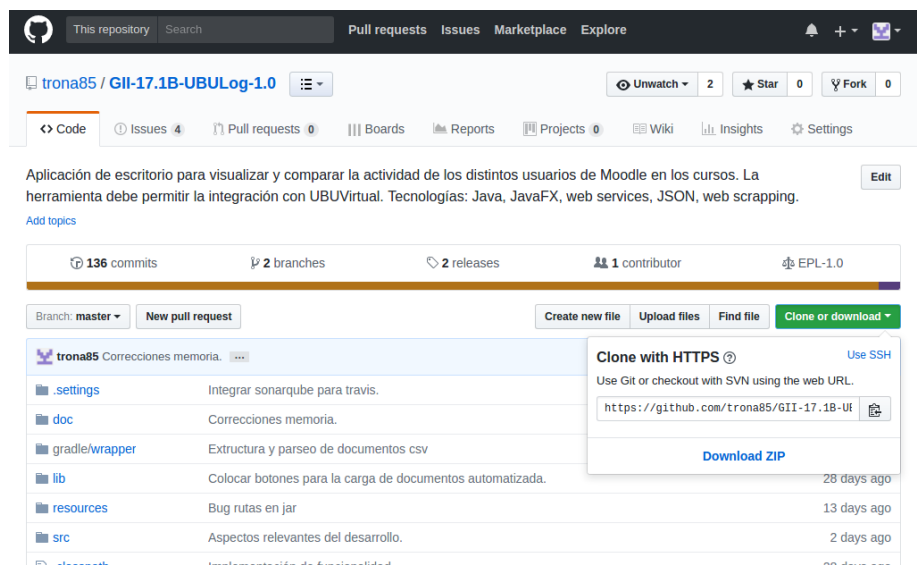 This repository Search Pull requests Issues Marketplace Explore
trona85 / GII-17.1B-UBULog-1.0 Unwatch 2 Star 0 Fork 0
Code Issues 4 Pull requests 0 Boards Reports Projects 0 Wiki Insights Settings
Aplicación de escritorio para visualizar y comparar la actividad de los distintos usuarios de Moodle en los cursos. La Edit
herramienta debe permitir la integración con UBUVirtual. Tecnologías: Java, JavaFX, web services, JSON, web scrapping.
Add topics
136 commits 2 branches 2 releases 1 contributor EPL-1.0
Branch: master New pull request Create new file Upload files Find file Clone or download
trona85 Correcciones memoria. ...
Clone with HTTPS ? Use SSH
Use Git or checkout with SVN using the web URL.
https://github.com/trona85/GII-17.1B-UB
Download ZIP
.settings Integrar sonarqube para travis.
doc Correcciones memoria.
gradle/wrapper Extructura y parseo de documentos csv
lib Colocar botones para la carga de documentos automatizada. 28 days ago
resources Bug rutas en jar 13 days ago
src Aspectos relevantes del desarrollo. 2 days ago